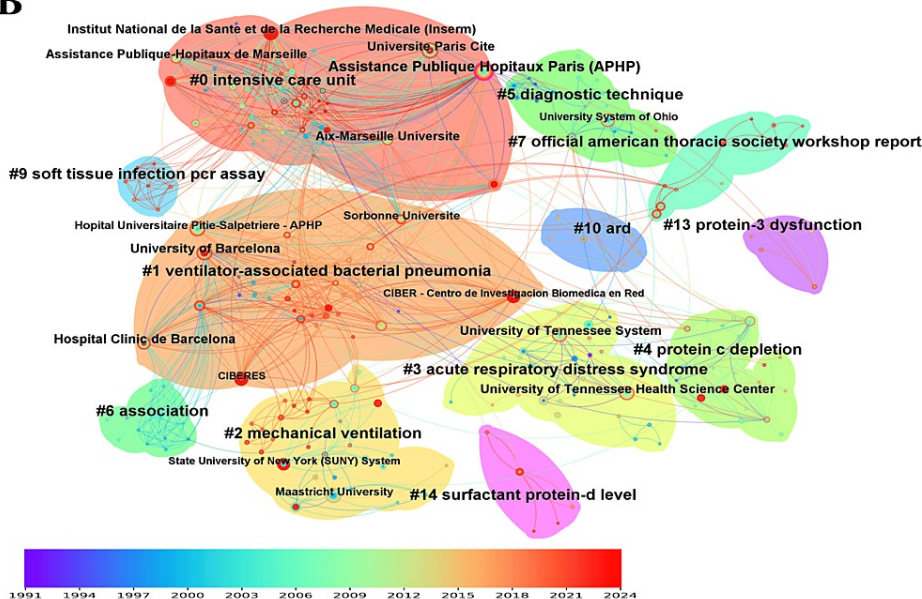 B
Institut National de la Sante et de la Recherche Medicale (Inserm)
Universite Paris Cite
Assistance Publique-Hopitaux de Marseille
Assistance Publique Hopitaux Paris (APHP)
#0 intensive care unit
#5 diagnostic technique
University System of Ohio
Aix-Marseille Universite
#7 official american thoracic society workshop report
#9 soft tissue infection pcr assay
Sorbonne Universite
Hopital Universitaire Pitie-Salpetriere - APHP
#10 ard
#13 protein-3 dysfunction
University of Barcelona
#1 ventilator-associated bacterial pneumonia
CIBER - Centro de Investigacion Biomedica en Red
University of Tennessee System
Hospital Clinic de Barcelona
#4 protein c depletion
#3 acute respiratory distress syndrome
CIBERES
University of Tennessee Health Science Center
#6 association
#2 mechanical ventilation
State University of New York (SUNY) System
Maastricht University
#14 surfactant protein-d level
1991 1994 1997 2000 2003 2006 2009 2012 2015 2018 2021 2024